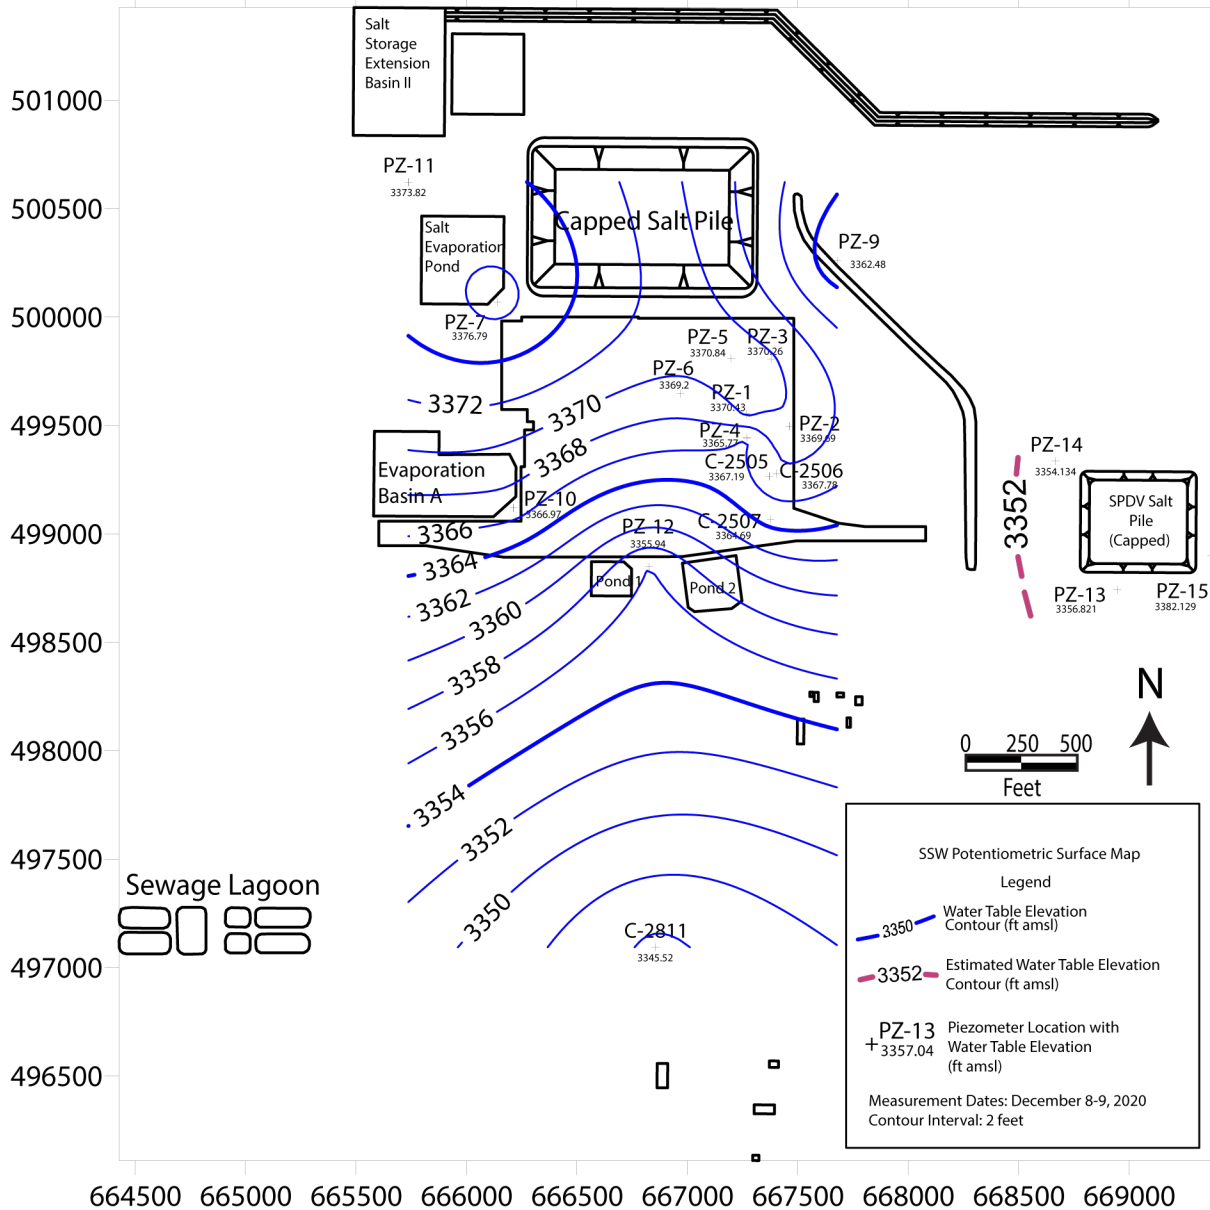 Salt
Storage
Extension
Basin II
501000
PZ-11
3373.82
500500
Capped Salt Pile
Salt
Evaporation
Pond
PZ-9
3362.48
500000
PZ-7
3376.79
PZ-5
3370.84
PZ-3
3370.26
PZ-6
3369.2
PZ-1
3370.43
3372
3370
499500
PZ-4
3365.77
PZ-2
3369.69
PZ-14
3354.134
3368
C-2505
3367.19
C-2506
3367.78
Evaporation
Basin A
PZ-10
3366.97
3352
SPDV Salt
Pile
(Capped)
499000
3366
PZ-12
3355.94
C-2507
3364.69
3364
Pond 1
Pond 2
PZ-13
3356.821
PZ-15
3382.129
3362
3360
498500
3358
N
3356
498000
0 250 500
Feet
3354
3352
497500
SSW Potentiometric Surface Map
Legend
Sewage Lagoon
3350
3350
Water Table Elevation
Contour (ft amsl)
C-2811
3345.52
497000
3352
Estimated Water Table Elevation
Contour (ft amsl)
PZ-13
3357.04
Piezometer Location with
Water Table Elevation
(ft amsl)
496500
Measurement Dates: December 8-9, 2020
Contour Interval: 2 feet
664500 665000 665500 666000 666500 667000 667500 668000 668500 669000